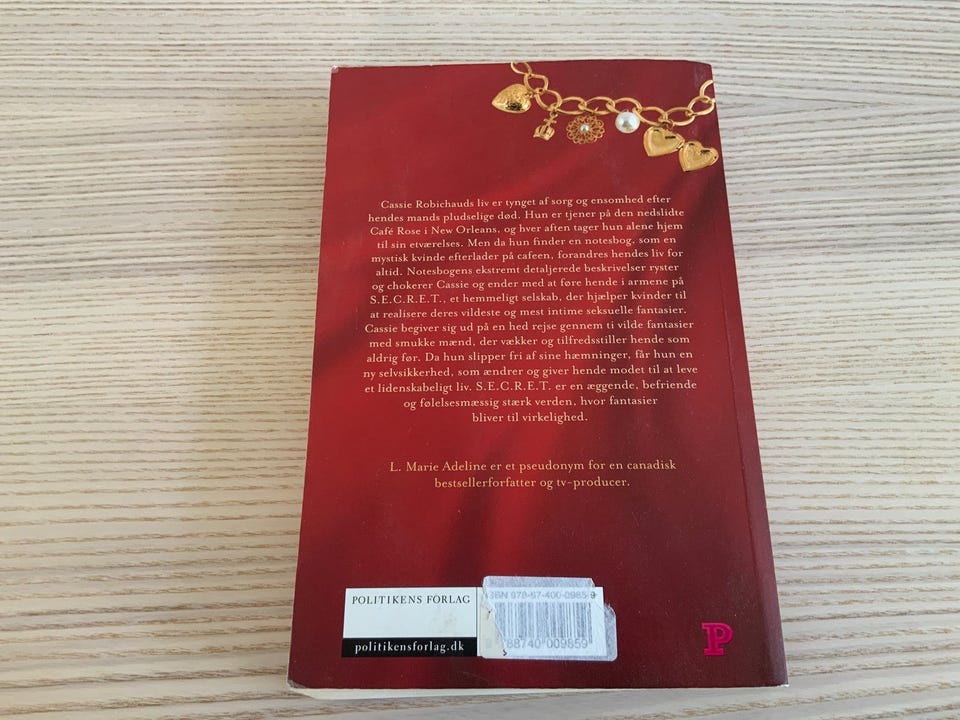 Cassie Robichauds liv er tynget af sorg og ensomhed efter
hendes mands pludselige død. Hun er tjener på den nedslidte
Café Rose i New Orleans, og hver aften tager hun alene hjem
til sin etværelses. Men da hun finder en notesbog, som en
mystisk kvinde efterlader på cafeen, forandres hendes liv for
altid. Notesbogens ekstremt detaljerede beskrivelser ryster
og chokerer Cassie og ender med at føre hende i armene på
S.E.C.R.E.T., et hemmeligt selskab, der hjælper kvinder til
at realisere deres vildeste og mest intime seksuelle fantasier.
Cassie begiver sig ud på en hed rejse gennem ti vilde fantasier
med smukke mænd, der vækker og tilfredsstiller hende som
aldrig før. Da hun slipper fri af sine hæmninger, får hun en
ny selvsikkerhed, som ændrer og giver hende modet til at leve
et lidenskabeligt liv. S.E.C.R.E.T. er en æggende, befriende
og følelsesmæssig stærk verden, hvor fantasier
bliver til virkelighed.
L. Marie Adeline er et pseudonym for en canadisk
bestsellerforfatter og tv-producer.
POLITIKENS FORLAG
politikensforlag.dk
ISBN 978-87-400-0985-9
788740 009859
P